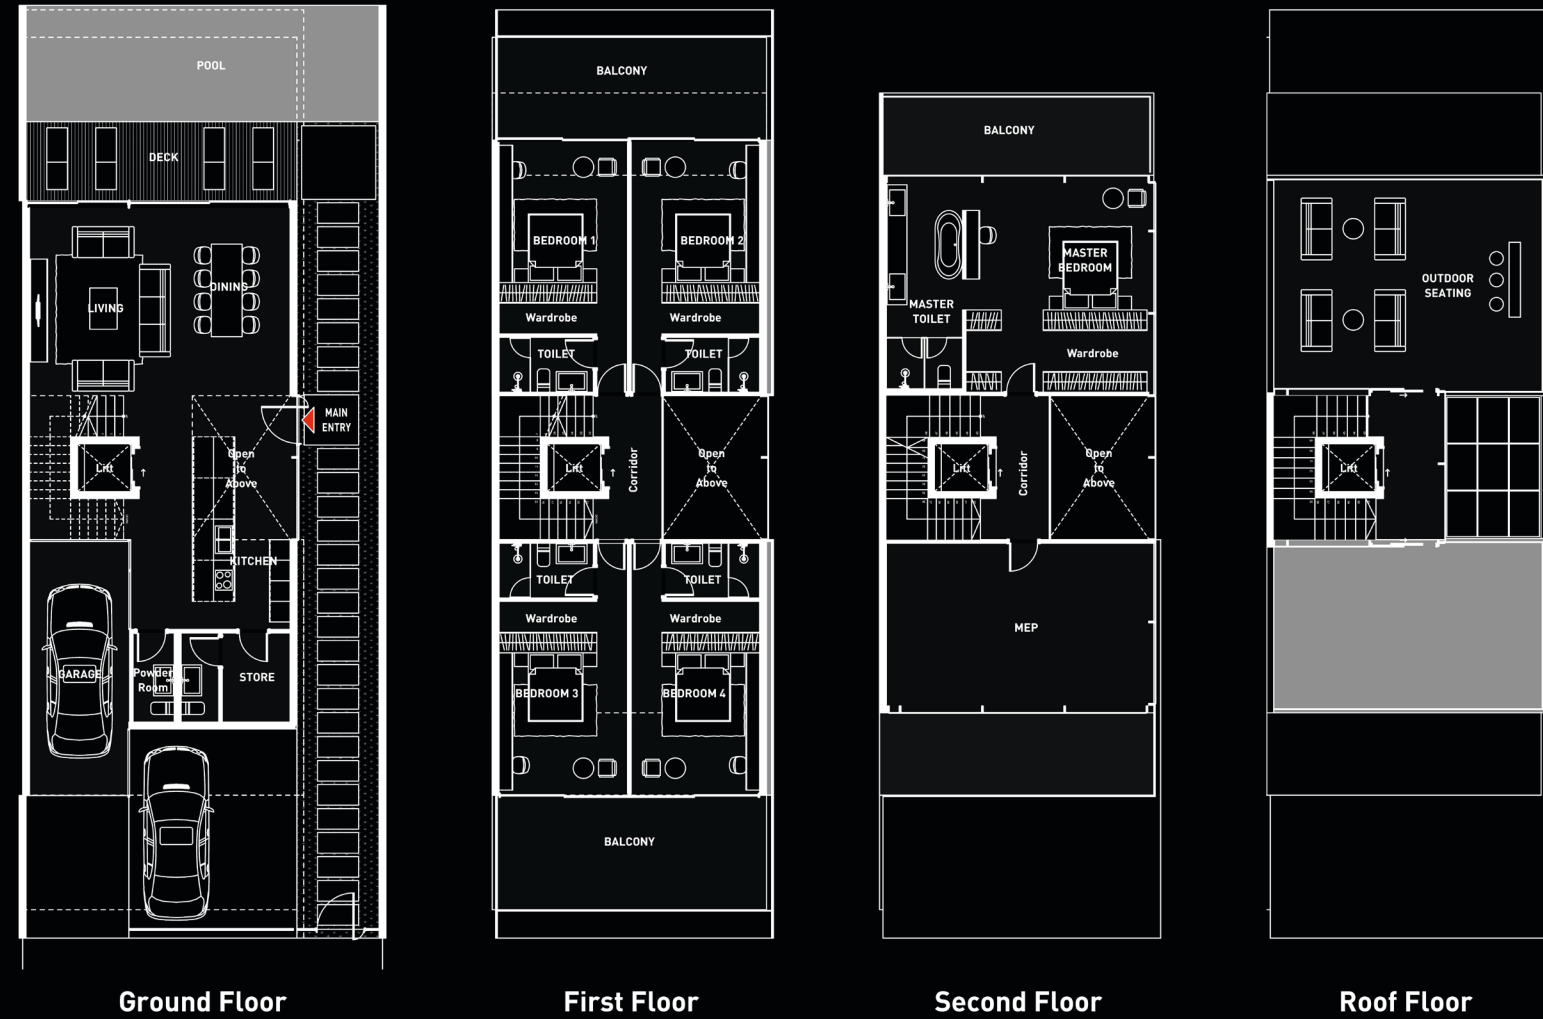 POOL
DECK
LIVING
DINING
MAIN
ENTRY
Lift
Open
to
Above
KITCHEN
GARAGE
Powder
Room
STORE
Ground Floor
BALCONY
BEDROOM 1
BEDROOM 2
Wardrobe
Wardrobe
TOILET
TOILET
Lift
Corridor
Open
to
Above
TOILET
TOILET
Wardrobe
Wardrobe
BEDROOM 3
BEDROOM 4
BALCONY
First Floor
BALCONY
MASTER
BEDROOM
MASTER
TOILET
Wardrobe
Lift
Corridor
Open
to
Above
MEP
Second Floor
OUTDOOR
SEATING
Lift
Roof Floor